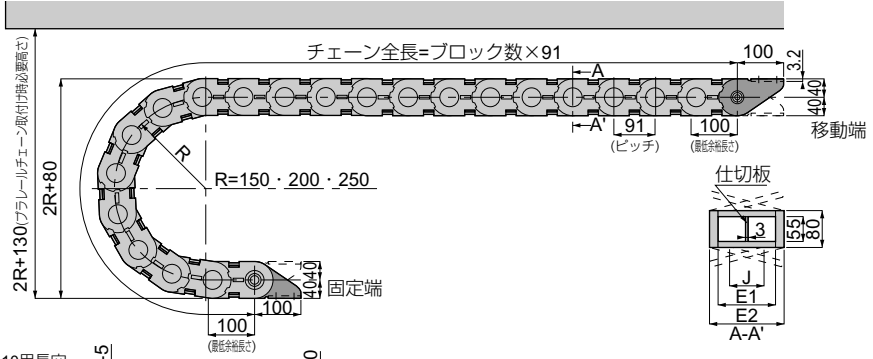 チェーン全長=ブロック数×91
100
3.2
40 40
A
A'
91
(ピッチ)
100
(最低余裕長さ)
移動端
2R+130(プラレールチェーン取付け時必要高さ)
2R+80
R
R=150・200・250
仕切板
3
55
80
J
E1
E2
A-A'
40 40
固定端
100
100
(最低余裕長さ)